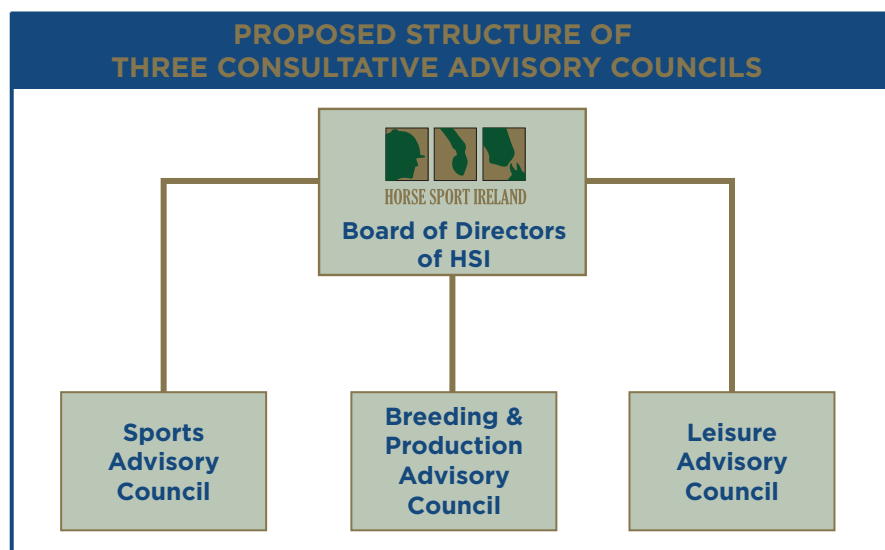 PROPOSED STRUCTURE OF
THREE CONSULTATIVE ADVISORY COUNCILS
HORSE SPORT IRELAND
Board of Directors
of HSI
Sports
Advisory
Council
Breeding &
Production
Advisory
Council
Leisure
Advisory
Council